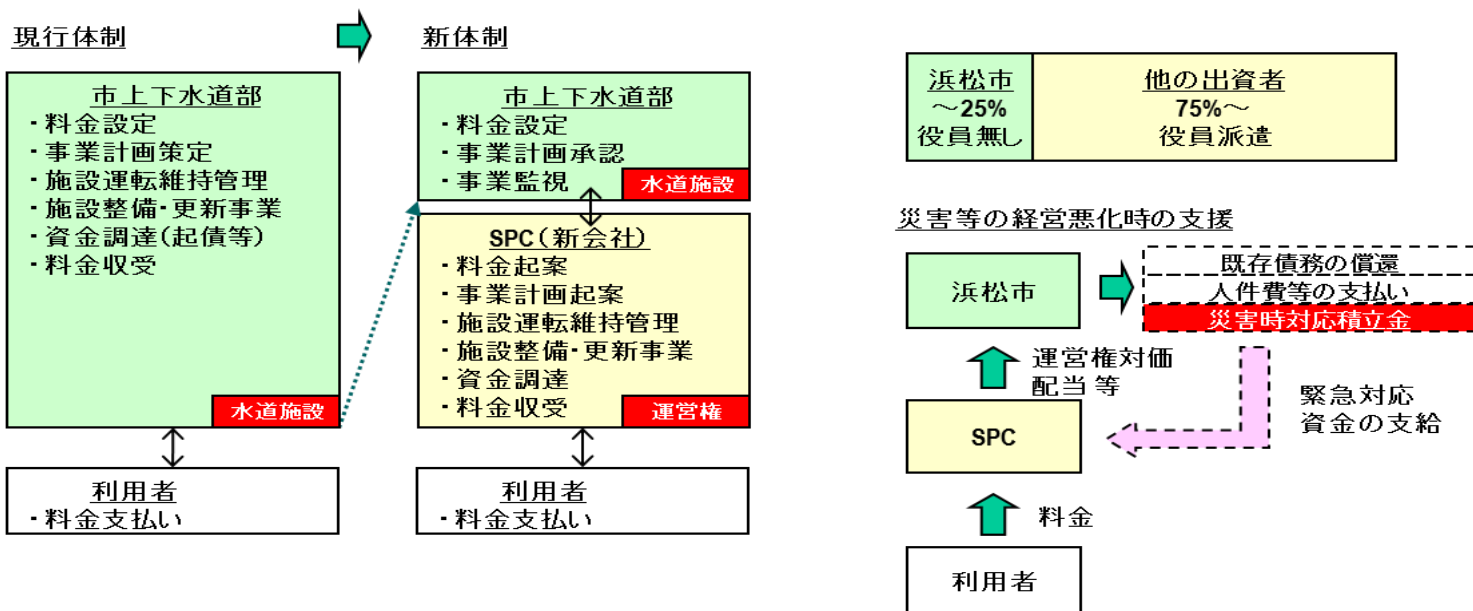 現行体制
市上下水道部
・料金設定
・事業計画策定
・施設運転維持管理
・施設整備・更新事業
・資金調達(起債等)
・料金収受
水道施設
利用者
・料金支払い
新体制
市上下水道部
・料金設定
・事業計画承認
・事業監視
水道施設
SPC(新会社)
・料金起案
・事業計画起案
・施設運転維持管理
・施設整備・更新事業
・資金調達
・料金収受
運営権
利用者
・料金支払い
浜松市
～25%
役員無し
他の出資者
75%～
役員派遣
災害等の経営悪化時の支援
浜松市
既存債務の償還
人件費等の支払い
災害時対応積立金
運営権対価
配当等
緊急対応
資金の支給
SPC
料金
利用者